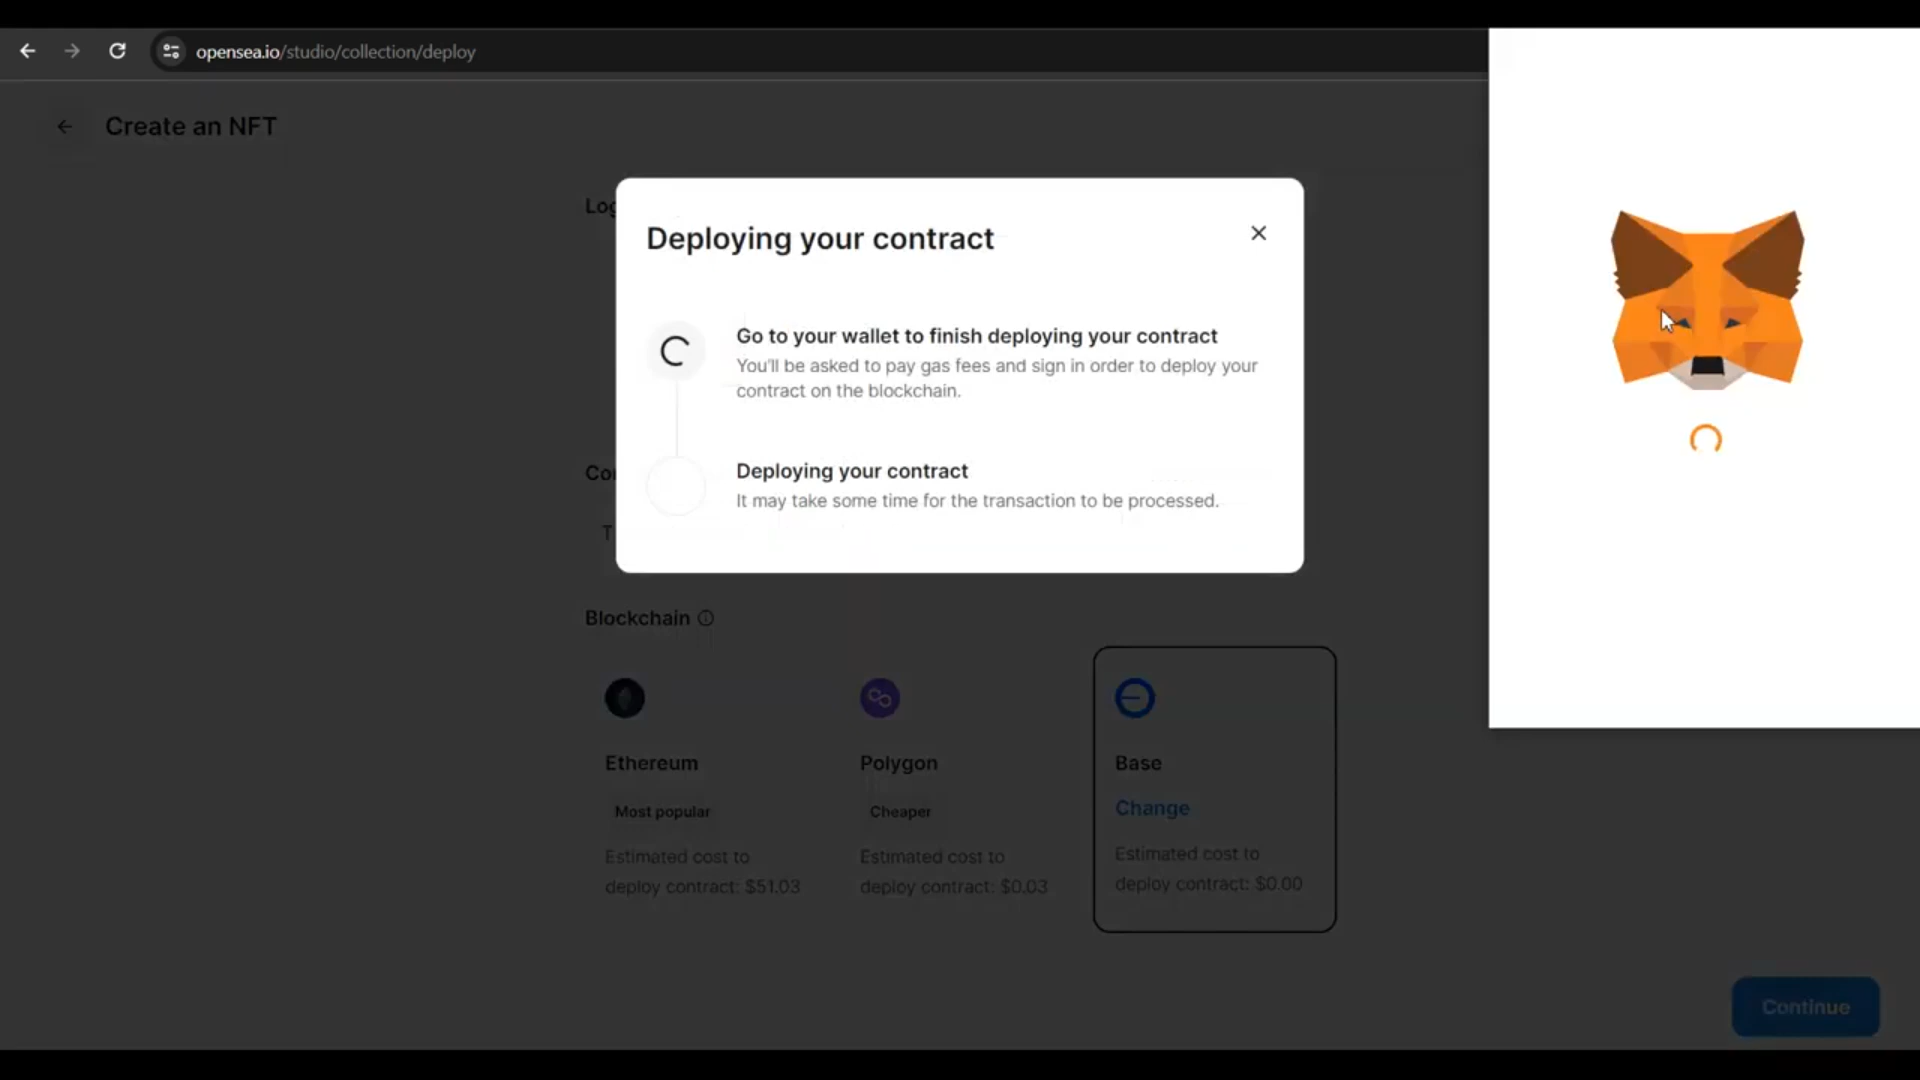 opensea.io/studio/collection/deploy
Create an NFT
Log
Deploying your contract
Go to your wallet to finish deploying your contract
You'll be asked to pay gas fees and sign in order to deploy your
contract on the blockchain.
Deploying your contract
It may take some time for the transaction to be processed.
Co
T
Blockchain
Ethereum
Most popular
Estimated cost to
deploy contract: $51.03
Polygon
Cheaper
Estimated cost to
deploy contract: $0.03
Base
Change
Estimated cost to
deploy contract: $0.00
Continue